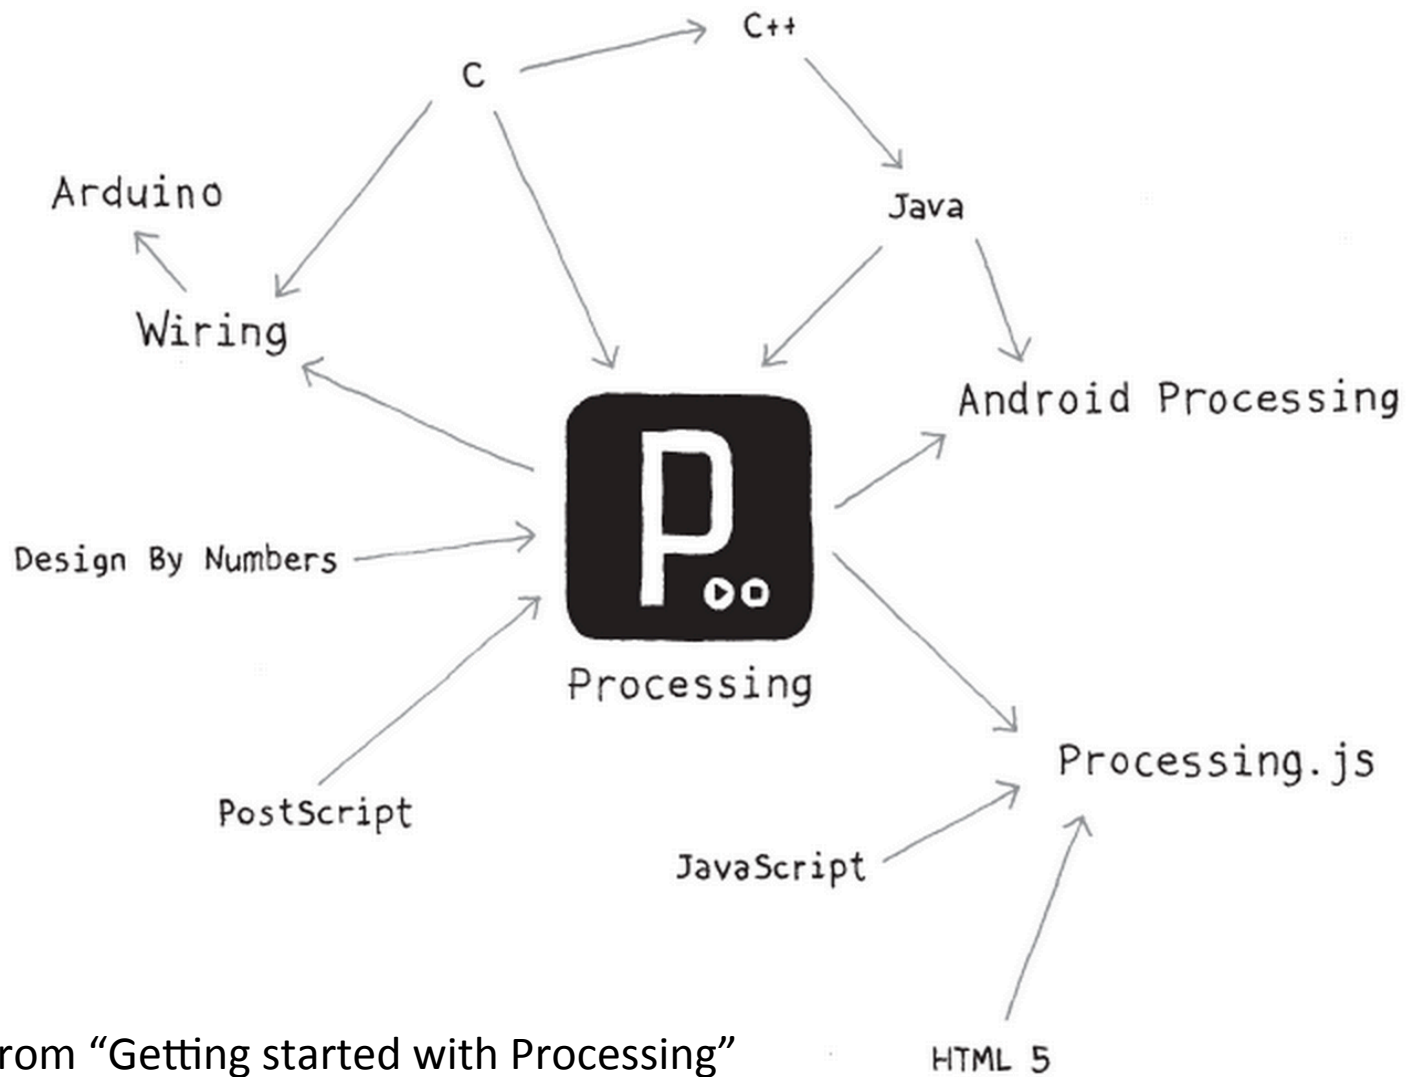 C++
C
Arduino
Java
Wiring
Android Processing
P
Design By Numbers
Processing
Processing.js
PostScript
JavaScript
rom “Getting started with Processing”
HTML 5